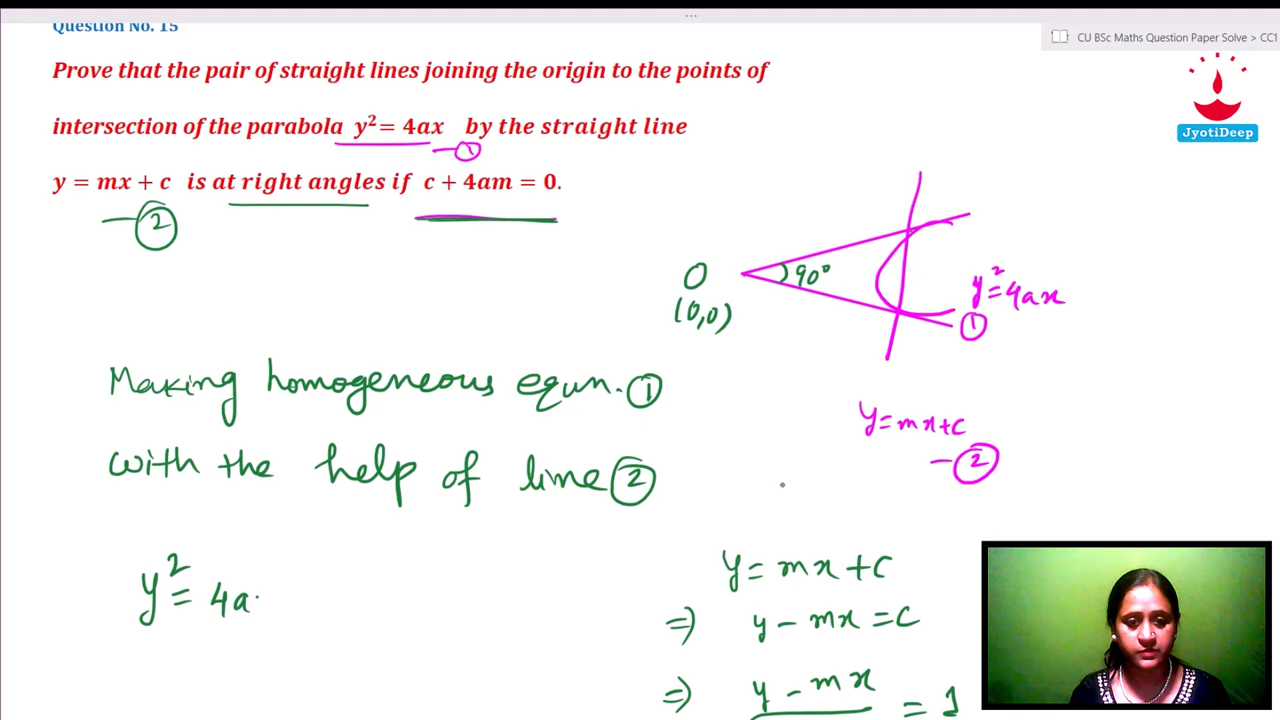 ...
Question No. 15
CU BSc Maths Question Paper Solve > CC1
Prove that the pair of straight lines joining the origin to the points of
intersection of the parabola y² = 4ax by the straight line
— ①
y = mx + c is at right angles if c + 4am = 0.
— ②
JyotiDeep
O
(0,0)
90°
y² = 4ax
①
Making homogeneous equn. ①
y = mx + c
— ②
with the help of line ②
y² = 4a
y = mx + c
⇒ y - mx = c
⇒ y - mx = 1